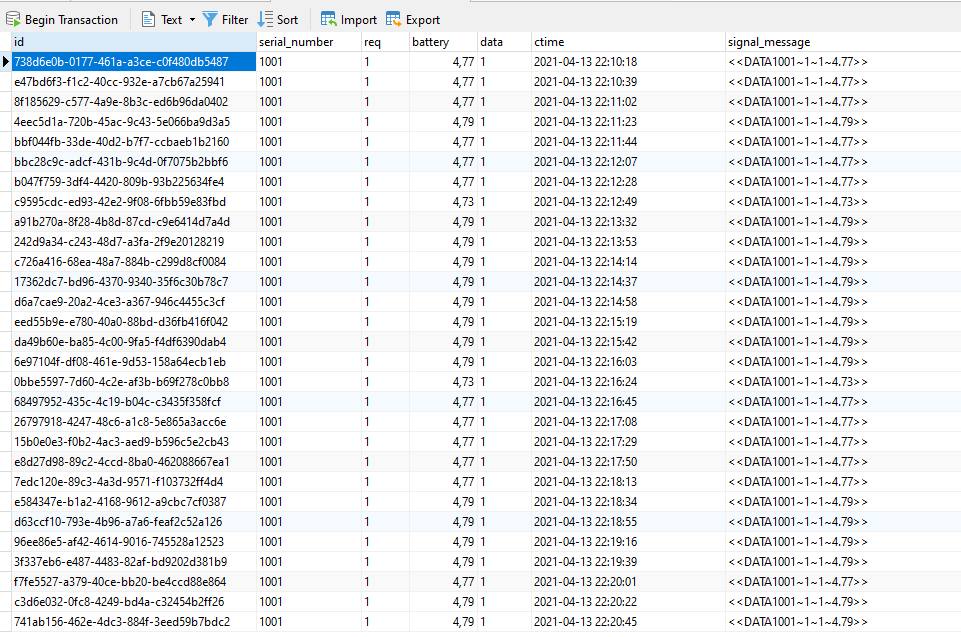 Begin Transaction Text Filter Sort Import Export
id serial_number req battery data ctime signal_message
738d6e0b-0177-461a-a3ce-c0f480db5487 1001 1 4,77 1 2021-04-13 22:10:18 <<DATA1001~1~1~4.77>>
e47bd6f3-f1c2-40cc-932e-a7cb67a25941 1001 1 4,77 1 2021-04-13 22:10:39 <<DATA1001~1~1~4.77>>
8f185629-c577-4a9e-8b3c-ed6b96da0402 1001 1 4,77 1 2021-04-13 22:11:02 <<DATA1001~1~1~4.77>>
4eec5d1a-720b-45ac-9c43-5e066ba9d3a5 1001 1 4,79 1 2021-04-13 22:11:23 <<DATA1001~1~1~4.79>>
bbf044fb-33de-40d2-b7f7-ccbaeb1b2160 1001 1 4,77 1 2021-04-13 22:11:44 <<DATA1001~1~1~4.77>>
bbc28c9c-adcf-431b-9c4d-0f7075b2bbf6 1001 1 4,77 1 2021-04-13 22:12:07 <<DATA1001~1~1~4.77>>
b047f759-3df4-4420-809b-93b225634fe4 1001 1 4,77 1 2021-04-13 22:12:28 <<DATA1001~1~1~4.77>>
c9595cdc-ed93-42e2-9f08-6fbb59e83fbd 1001 1 4,73 1 2021-04-13 22:12:49 <<DATA1001~1~1~4.73>>
a91b270a-8f28-4b8d-87cd-c9e6414d7a4d 1001 1 4,79 1 2021-04-13 22:13:32 <<DATA1001~1~1~4.79>>
242d9a34-c243-48d7-a3fa-2f9e20128219 1001 1 4,79 1 2021-04-13 22:13:53 <<DATA1001~1~1~4.79>>
c726a416-68ea-48a7-884b-c299d8cf0084 1001 1 4,79 1 2021-04-13 22:14:14 <<DATA1001~1~1~4.79>>
17362dc7-bd96-4370-9340-35f6c30b78c7 1001 1 4,79 1 2021-04-13 22:14:37 <<DATA1001~1~1~4.79>>
d6a7cae9-20a2-4ce3-a367-946c4455c3cf 1001 1 4,79 1 2021-04-13 22:14:58 <<DATA1001~1~1~4.79>>
eed55b9e-e780-40a0-88bd-d36fb416f042 1001 1 4,79 1 2021-04-13 22:15:19 <<DATA1001~1~1~4.79>>
da49b60e-ba85-4c00-9fa5-f4df6390dab4 1001 1 4,79 1 2021-04-13 22:15:42 <<DATA1001~1~1~4.79>>
6e97104f-df08-461e-9d53-158a64ecb1eb 1001 1 4,79 1 2021-04-13 22:16:03 <<DATA1001~1~1~4.79>>
0bbe5597-7d60-4c2e-af3b-b69f278c0bb8 1001 1 4,73 1 2021-04-13 22:16:24 <<DATA1001~1~1~4.73>>
68497952-435c-4c19-b04c-c3435f358fcf 1001 1 4,77 1 2021-04-13 22:16:45 <<DATA1001~1~1~4.77>>
26797918-4247-48c6-a1c8-5e865a3acc6e 1001 1 4,77 1 2021-04-13 22:17:08 <<DATA1001~1~1~4.77>>
15b0e0e3-f0b2-4ac3-aed9-b596c5e2cb43 1001 1 4,77 1 2021-04-13 22:17:29 <<DATA1001~1~1~4.77>>
e8d27d98-89c2-4ccd-8ba0-462088667ea1 1001 1 4,77 1 2021-04-13 22:17:50 <<DATA1001~1~1~4.77>>
7edc120e-89c3-4a3d-9571-f103732ff4d4 1001 1 4,77 1 2021-04-13 22:18:13 <<DATA1001~1~1~4.77>>
e584347e-b1a2-4168-9612-a9cbc7cf0387 1001 1 4,79 1 2021-04-13 22:18:34 <<DATA1001~1~1~4.79>>
d63ccf10-793e-4b96-a7a6-feaf2c52a126 1001 1 4,79 1 2021-04-13 22:18:55 <<DATA1001~1~1~4.79>>
96ee86e5-af42-4614-9016-745528a12523 1001 1 4,79 1 2021-04-13 22:19:16 <<DATA1001~1~1~4.79>>
3f337eb6-e487-4483-82af-bd9202d381b9 1001 1 4,79 1 2021-04-13 22:19:39 <<DATA1001~1~1~4.79>>
f7fe5527-a379-40ce-bb20-be4ccd88e864 1001 1 4,77 1 2021-04-13 22:20:01 <<DATA1001~1~1~4.77>>
c3d6e032-0fc8-4249-bd4a-c32454b2ff26 1001 1 4,79 1 2021-04-13 22:20:22 <<DATA1001~1~1~4.79>>
741ab156-462e-4dc3-884f-3eed59b7bdc2 1001 1 4,79 1 2021-04-13 22:20:45 <<DATA1001~1~1~4.79>>